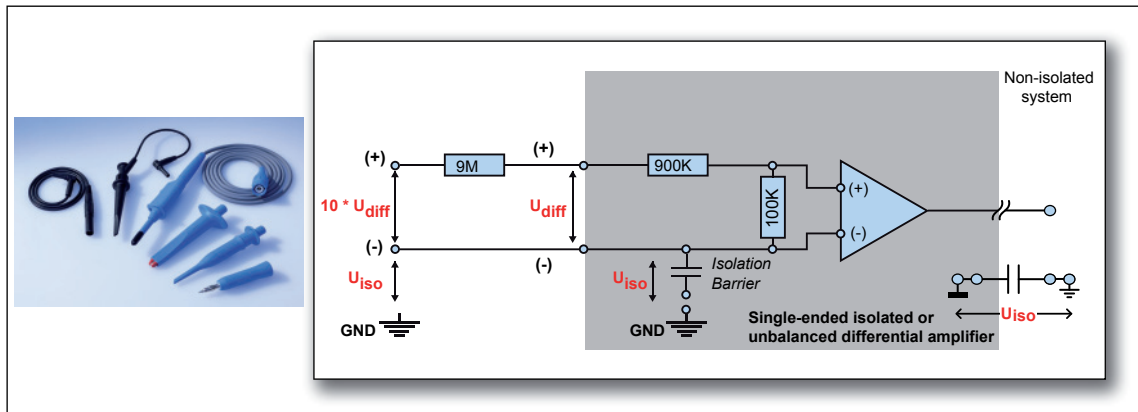 Non-isolated
system
(+)
(+)
9M
900K
100K
(+)
(-)
10 * Udiff
Udiff
(-)
(-)
Uiso
Uiso
Isolation
Barrier
GND
GND
Single-ended isolated or
unbalanced differential amplifier
Uiso